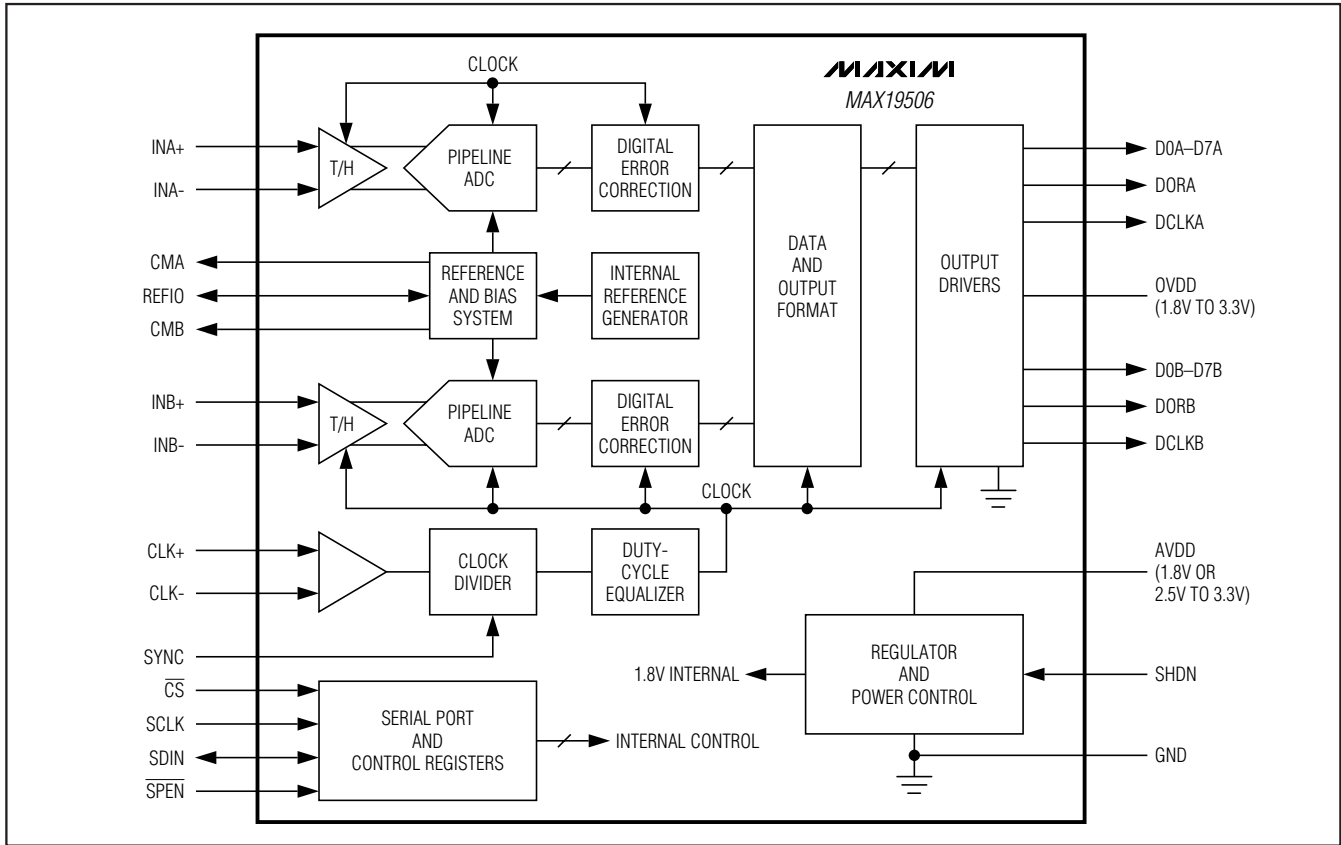 CLOCK
MAXIM
MAX19506
INA+
INA-
T/H
PIPELINE
ADC
DIGITAL
ERROR
CORRECTION
DATA
AND
OUTPUT
FORMAT
OUTPUT
DRIVERS
D0A–D7A
DORA
DCLKA
CMA
REFIO
CMB
REFERENCE
AND BIAS
SYSTEM
INTERNAL
REFERENCE
GENERATOR
OVDD
(1.8V TO 3.3V)
INB+
INB-
T/H
PIPELINE
ADC
DIGITAL
ERROR
CORRECTION
D0B–D7B
DORB
DCLKB
CLOCK
CLK+
CLK-
CLOCK
DIVIDER
DUTY-
CYCLE
EQUALIZER
AVDD
(1.8V OR
2.5V TO 3.3V)
SYNC
1.8V INTERNAL
REGULATOR
AND
POWER CONTROL
SHDN
C̅S̅
SCLK
SDIN
S̅P̅E̅N̅
SERIAL PORT
AND
CONTROL REGISTERS
INTERNAL CONTROL
GND